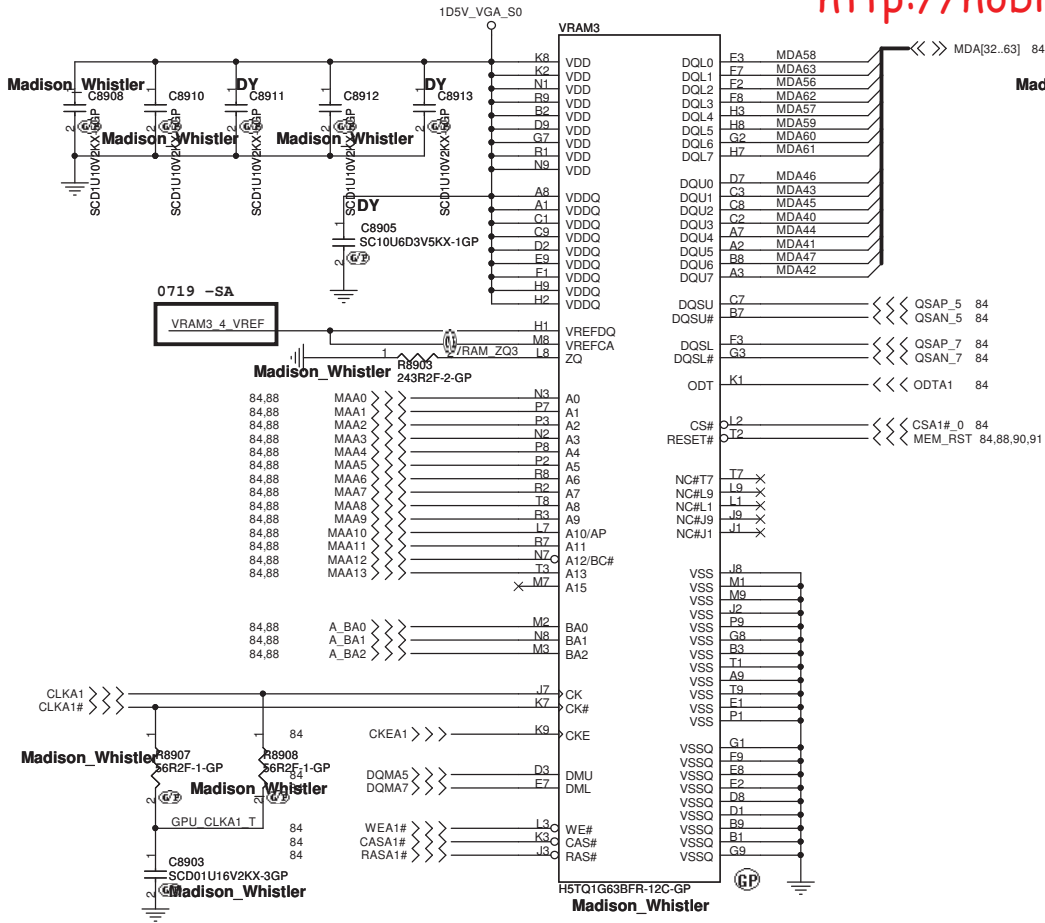 1D5V_VGA_S0
VRAM3
MDA[32..63] 84
Madison_Whistler
DY
DY
C8908
C8910
C8911
C8912
C8913
Madison_Whistler
Madison_Whistler
1
2
DY
C8905
SC10U6D3V5KX-1GP
0719 -SA
VRAM3_4_VREF
VRAM_ZQ3
R8903
243R2F-2-GP
Madison_Whistler
K8 VDD
K2 VDD
N1 VDD
R9 VDD
B2 VDD
D9 VDD
G7 VDD
R1 VDD
N9 VDD
A8 VDDQ
A1 VDDQ
C1 VDDQ
C9 VDDQ
D2 VDDQ
E9 VDDQ
F1 VDDQ
H9 VDDQ
H2 VDDQ
H1 VREFDQ
M8 VREFCA
L8 ZQ
84,88 MAA0 N3 A0
84,88 MAA1 P7 A1
84,88 MAA2 P3 A2
84,88 MAA3 N2 A3
84,88 MAA4 P8 A4
84,88 MAA5 P2 A5
84,88 MAA6 R8 A6
84,88 MAA7 R2 A7
84,88 MAA8 T8 A8
84,88 MAA9 R3 A9
84,88 MAA10 L7 A10/AP
84,88 MAA11 R7 A11
84,88 MAA12 N7 A12/BC#
84,88 MAA13 T3 A13
M7 A15
84,88 A_BA0 M2 BA0
84,88 A_BA1 N8 BA1
84,88 A_BA2 M3 BA2
CLKA1 J7 CK
CLKA1# K7 CK#
84 CKEA1 K9 CKE
84 DQMA5 D3 DMU
84 DQMA7 E7 DML
84 WEA1# L3 WE#
84 CASA1# K3 CAS#
84 RASA1# J3 RAS#
Madison_Whistler
R8907
56R2F-1-GP
R8908
56R2F-1-GP
Madison_Whistler
GPU_CLKA1_T
C8903
SCD01U16V2KX-3GP
Madison_Whistler
DQL0 E3 MDA58
DQL1 F7 MDA63
DQL2 F2 MDA56
DQL3 F8 MDA62
DQL4 H3 MDA57
DQL5 H8 MDA59
DQL6 G2 MDA60
DQL7 H7 MDA61
DQU0 D7 MDA46
DQU1 C3 MDA43
DQU2 C8 MDA45
DQU3 C2 MDA40
DQU4 A7 MDA44
DQU5 A2 MDA41
DQU6 B8 MDA47
DQU7 A3 MDA42
DQSU C7 QSAP_5 84
DQSU# B7 QSAN_5 84
DQSL F3 QSAP_7 84
DQSL# G3 QSAN_7 84
ODT K1 ODTA1 84
CS# L2 CSA1#_0 84
RESET# T2 MEM_RST 84,88,90,91
NC#T7 T7
NC#L9 L9
NC#L1 L1
NC#J9 J9
NC#J1 J1
VSS J8
VSS M1
VSS M9
VSS J2
VSS P9
VSS G8
VSS B3
VSS T1
VSS A9
VSS T9
VSS E1
VSS P1
VSSQ G1
VSSQ F9
VSSQ E8
VSSQ E2
VSSQ D8
VSSQ D1
VSSQ B9
VSSQ B1
VSSQ G9
GP
H5TQ1G63BFR-12C-GP
Madison_Whistler